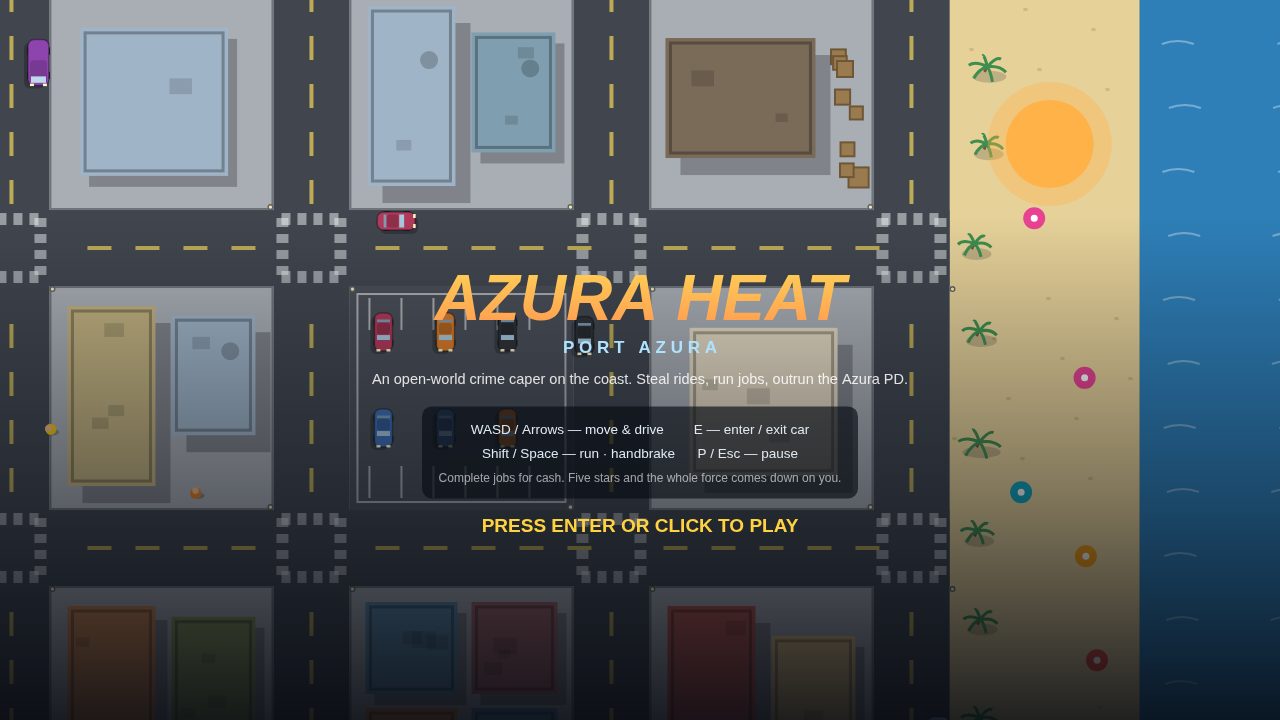 AZURA HEAT
PORT AZURA
An open-world crime caper on the coast. Steal rides, run jobs, outrun the Azura PD.
WASD / Arrows — move & drive E — enter / exit car
Shift / Space — run · handbrake P / Esc — pause
Complete jobs for cash. Five stars and the whole force comes down on you.
PRESS ENTER OR CLICK TO PLAY